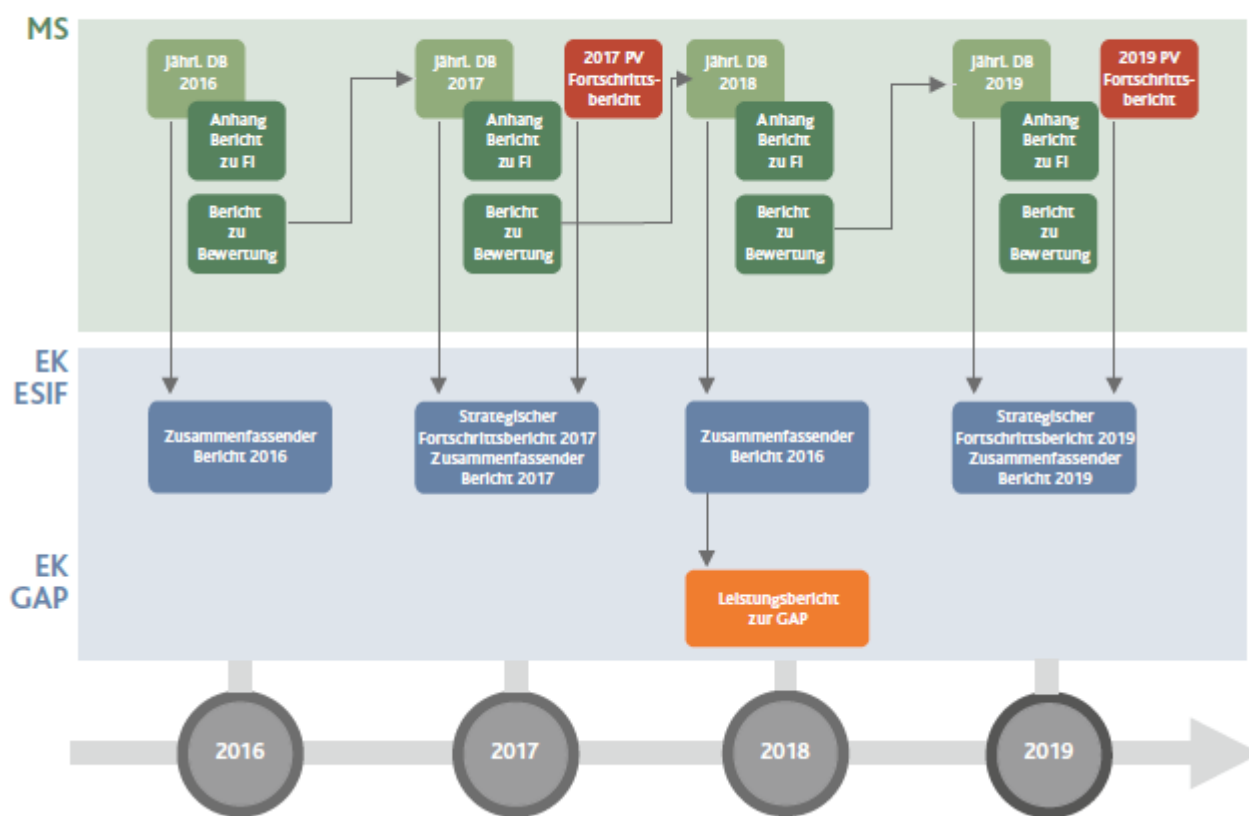 MS
Jährl. DB
2016
Anhang
Bericht
zu FI
Bericht
zu
Bewertung
Jährl. DB
2017
2017 PV
Fortschritts-
bericht
Anhang
Bericht
zu FI
Bericht
zu
Bewertung
Jährl. DB
2018
Anhang
Bericht
zu FI
Bericht
zu
Bewertung
Jährl. DB
2019
2019 PV
Fortschritts-
bericht
Anhang
Bericht
zu FI
Bericht
zu
Bewertung
EK
ESIF
Zusammenfassender
Bericht 2016
Strategischer
Fortschrittsbericht 2017
Zusammenfassender
Bericht 2017
Zusammenfassender
Bericht 2016
Strategischer
Fortschrittsbericht 2019
Zusammenfassender
Bericht 2019
EK
GAP
Leistungsbericht
zur GAP
2016
2017
2018
2019